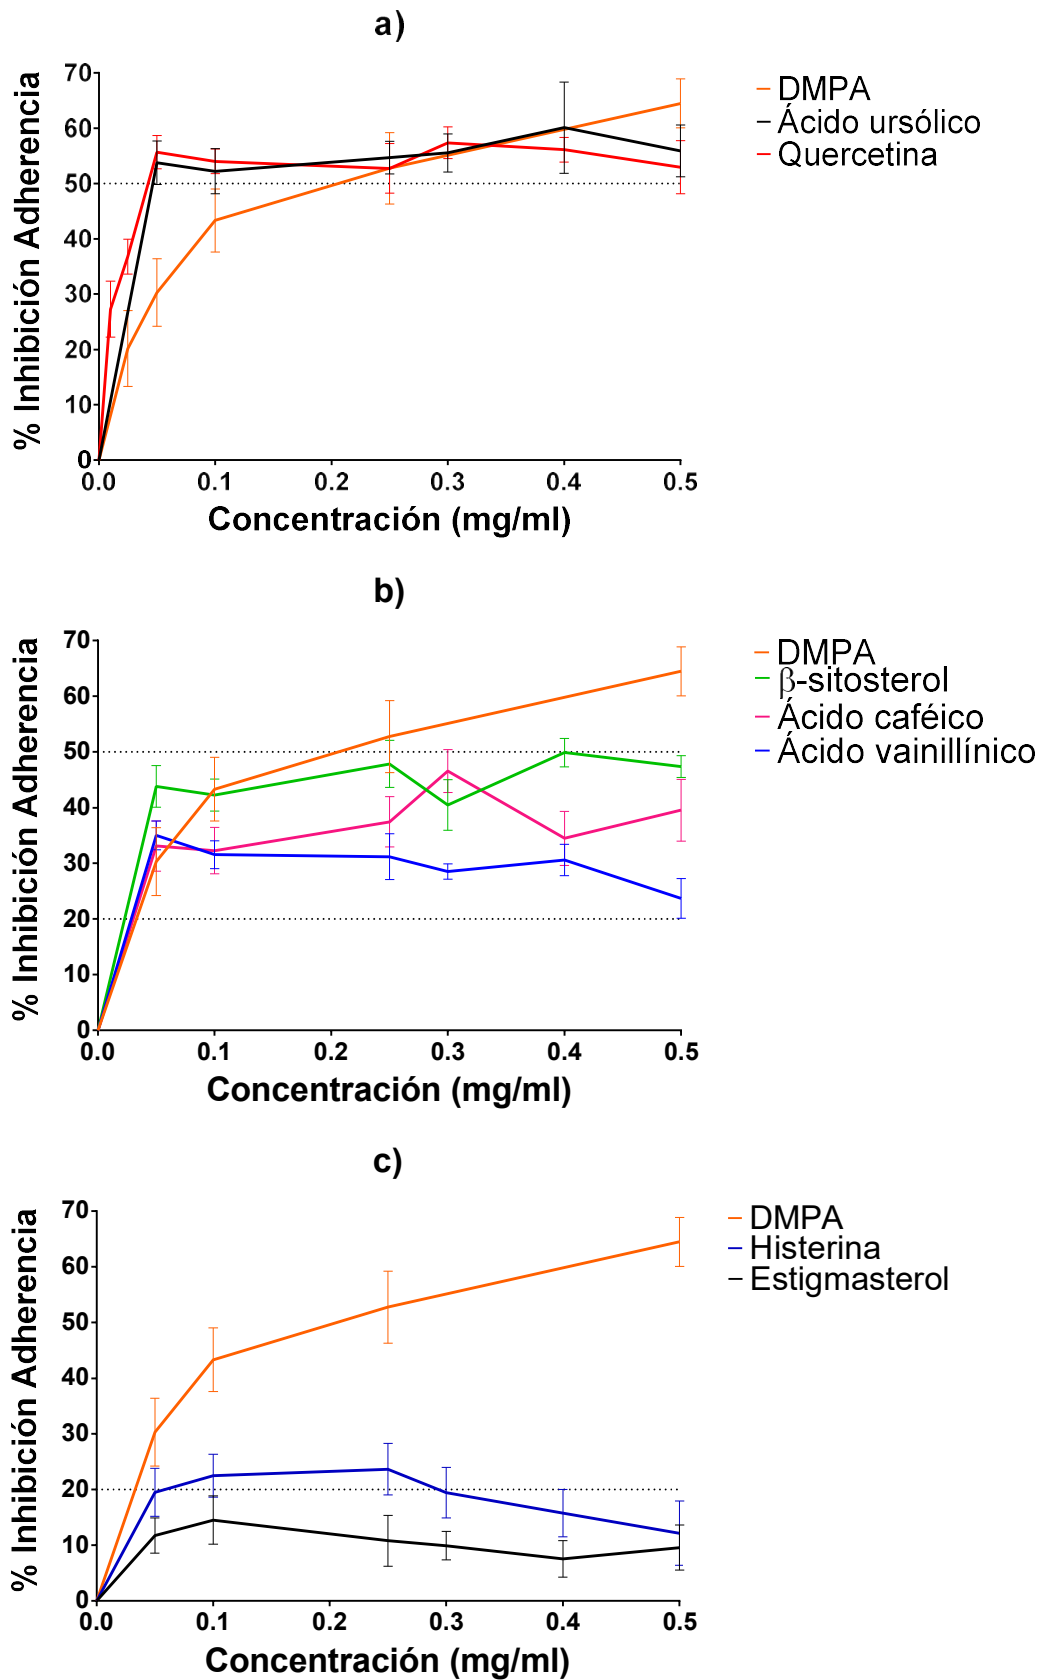 a)
% Inhibición Adherencia
70
60
50
40
30
20
10
0
0.0 0.1 0.2 0.3 0.4 0.5
Concentración (mg/ml)
DMPA
Ácido ursólico
Quercetina
b)
% Inhibición Adherencia
70
60
50
40
30
20
10
0
0.0 0.1 0.2 0.3 0.4 0.5
Concentración (mg/ml)
DMPA
β-sitosterol
Ácido caféico
Ácido vainillínico
c)
% Inhibición Adherencia
70
60
50
40
30
20
10
0
0.0 0.1 0.2 0.3 0.4 0.5
Concentración (mg/ml)
DMPA
Histerina
Estigmasterol